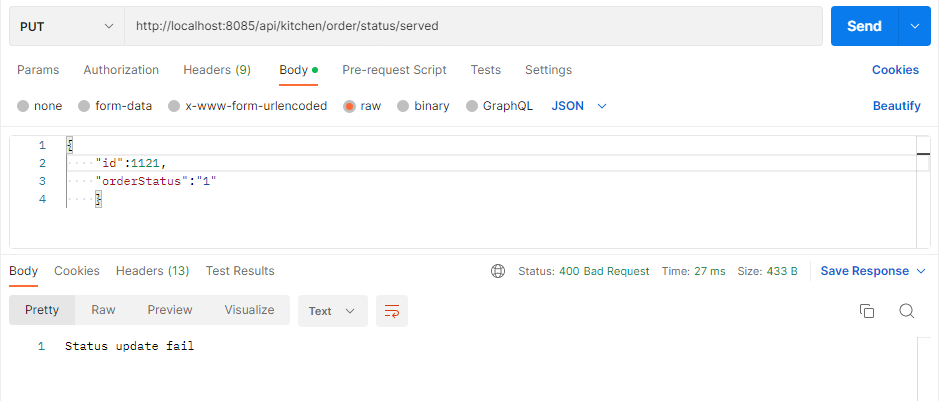 PUT http://localhost:8085/api/kitchen/order/status/served Send
Params Authorization Headers (9) Body Pre-request Script Tests Settings Cookies
none form-data x-www-form-urlencoded raw binary GraphQL JSON Beautify
1 {
2 "id":1121,
3 "orderStatus":"1"
4 }
Body Cookies Headers (13) Test Results Status: 400 Bad Request Time: 27 ms Size: 433 B Save Response
Pretty Raw Preview Visualize Text
1 Status update fail